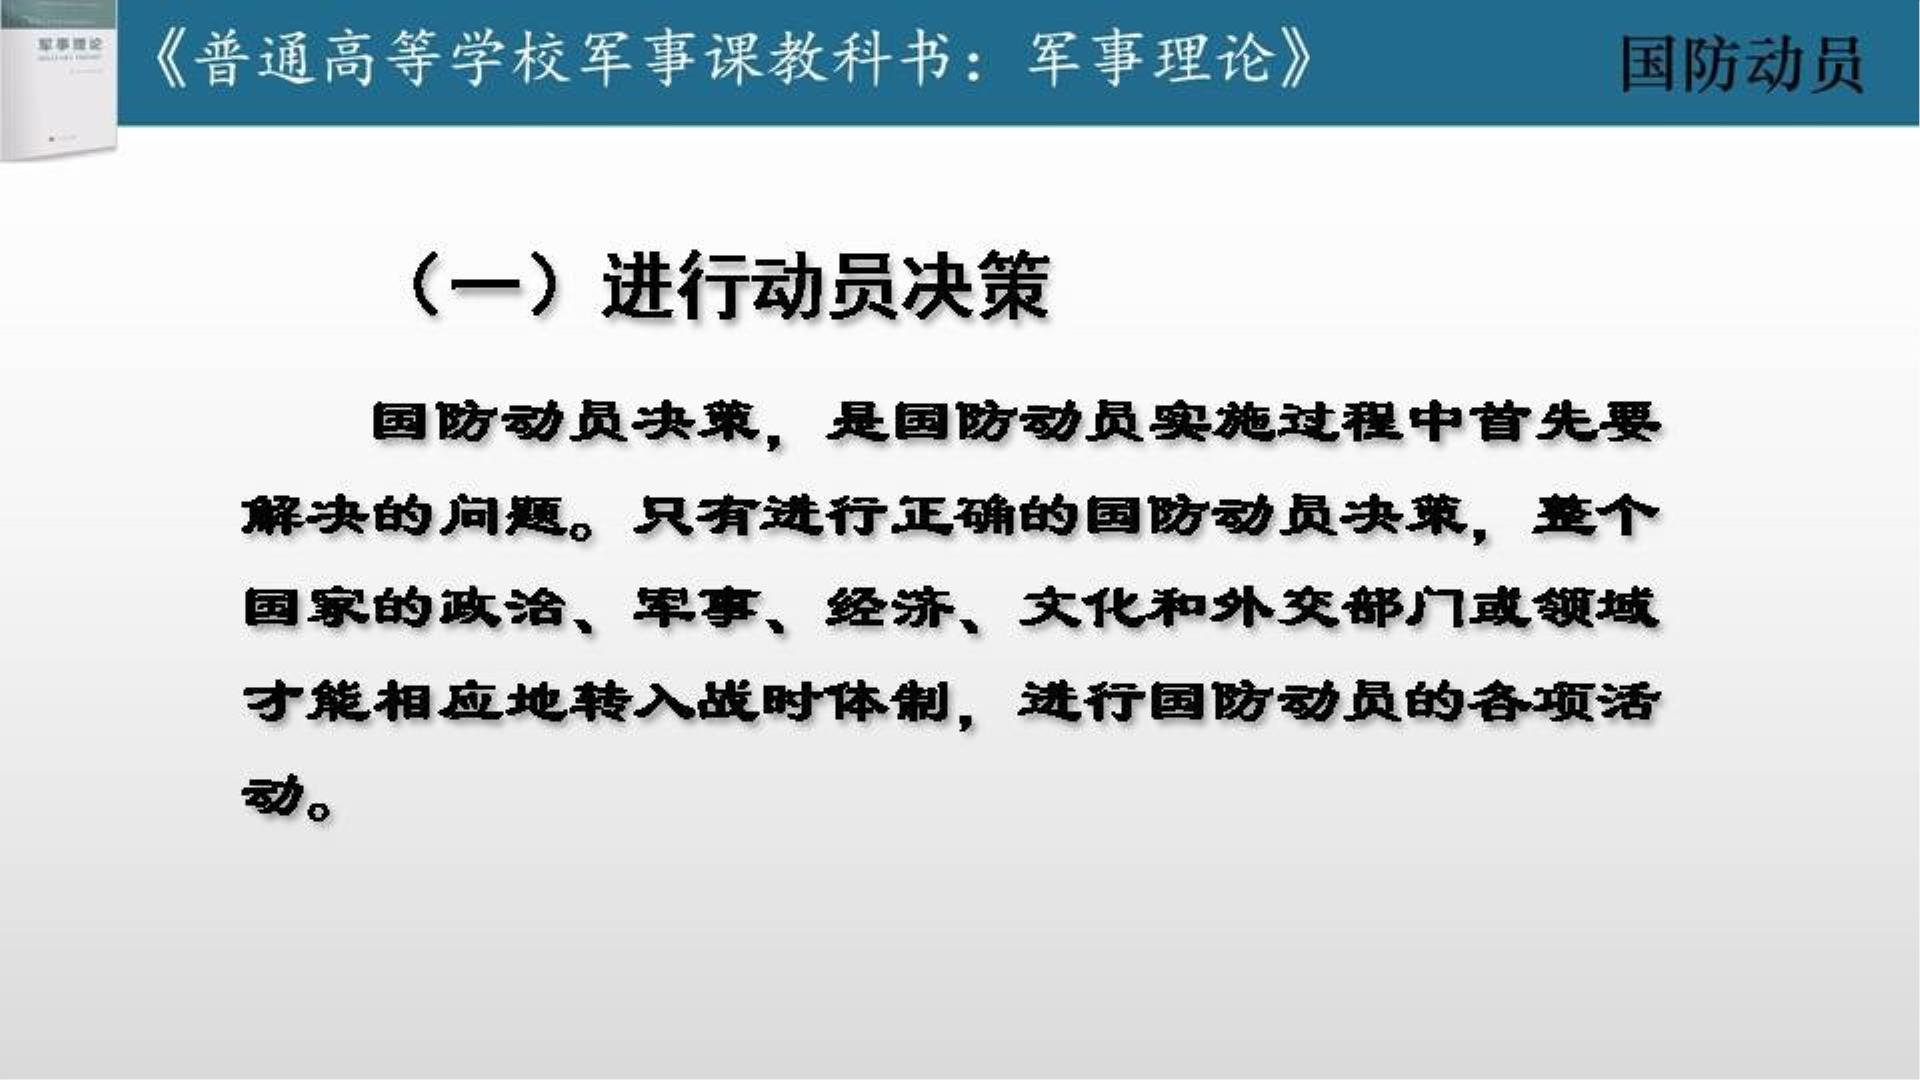 军事理论
《普通高等学校军事课教科书：军事理论》
国防动员
（一）进行动员决策
国防动员决策，是国防动员实施过程中首先要
解决的问题。只有进行正确的国防动员决策，整个
国家的政治、军事、经济、文化和外交部门或领域
才能相应地转入战时体制，进行国防动员的各项活
动。